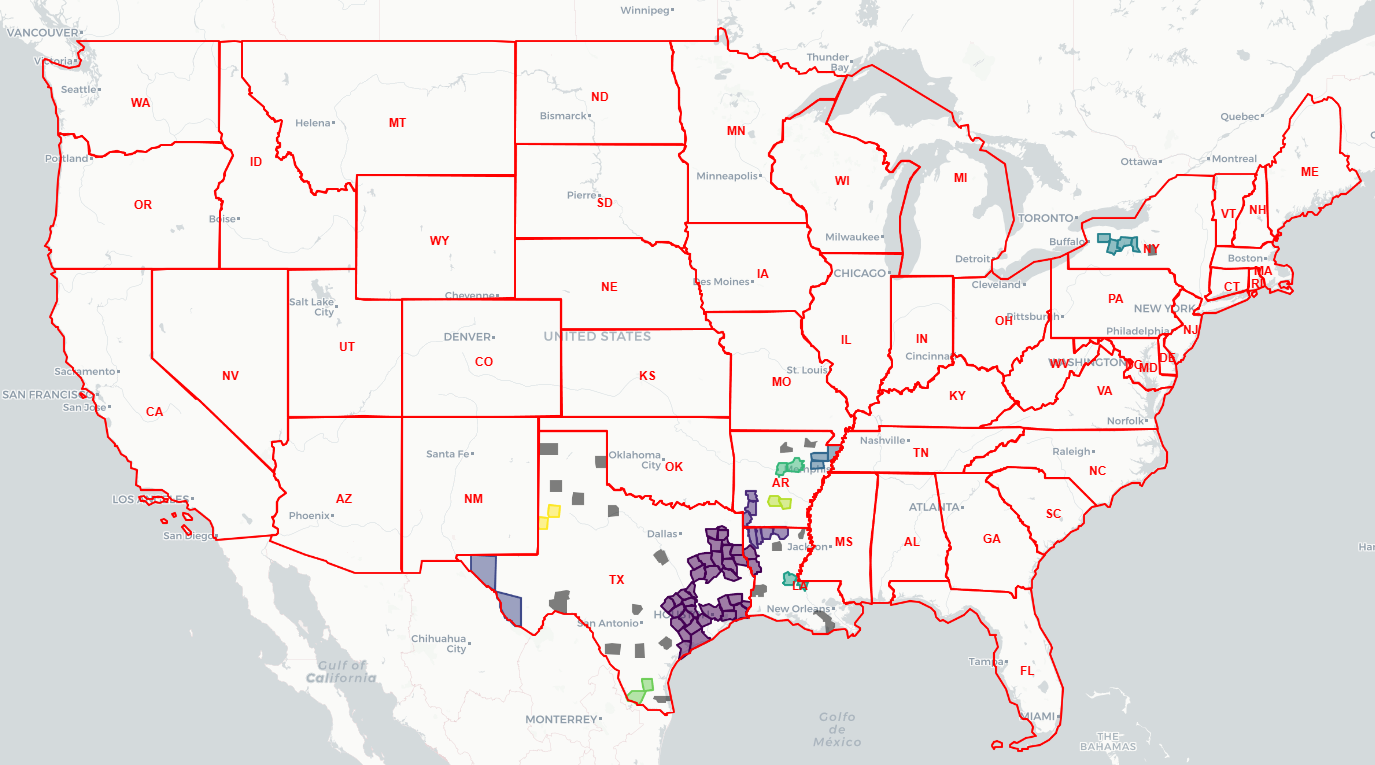 Winnipeg
VANCOUVER
Victoria
Seattle
WA
Helena
MT
ND
Bismarck
MN
Thunder
Bay
Quebec
Portland
ID
OR
Boise
Pierre
SD
Minneapolis
WI
MI
Ottawa
Montreal
ME
VT
NH
WY
TORONTO
Buffalo
NY
Milwaukee
Detroit
Boston
MA
CT
RI
Salt Lake
City
Cheyenne
NE
IA
Des Moines
CHICAGO
Cleveland
PA
NEW YORK
NJ
Philadelphia
OH
Pittsburgh
UT
DENVER
CO
UNITED STATES
IL
IN
Cincinnati
WASHINGTON
WV
DC
MD
DE
VA
Sacramento
SAN FRANCISCO
San Jose
CA
NV
KS
MO
St. Louis
KY
Norfolk
Nashville
TN
Raleigh
NC
Santa Fe
Oklahoma
City
OK
Memphis
AR
LOS ANGELES
San Diego
AZ
Phoenix
NM
ATLANTA
SC
Dallas
Jackson
MS
AL
GA
TX
LA
HOUSTON
San Antonio
New Orleans
Chihuahua
City
Gulf of
California
MONTERREY
Golfo
de
México
Tampa
FL
MIAMI
THE
BAHAMAS